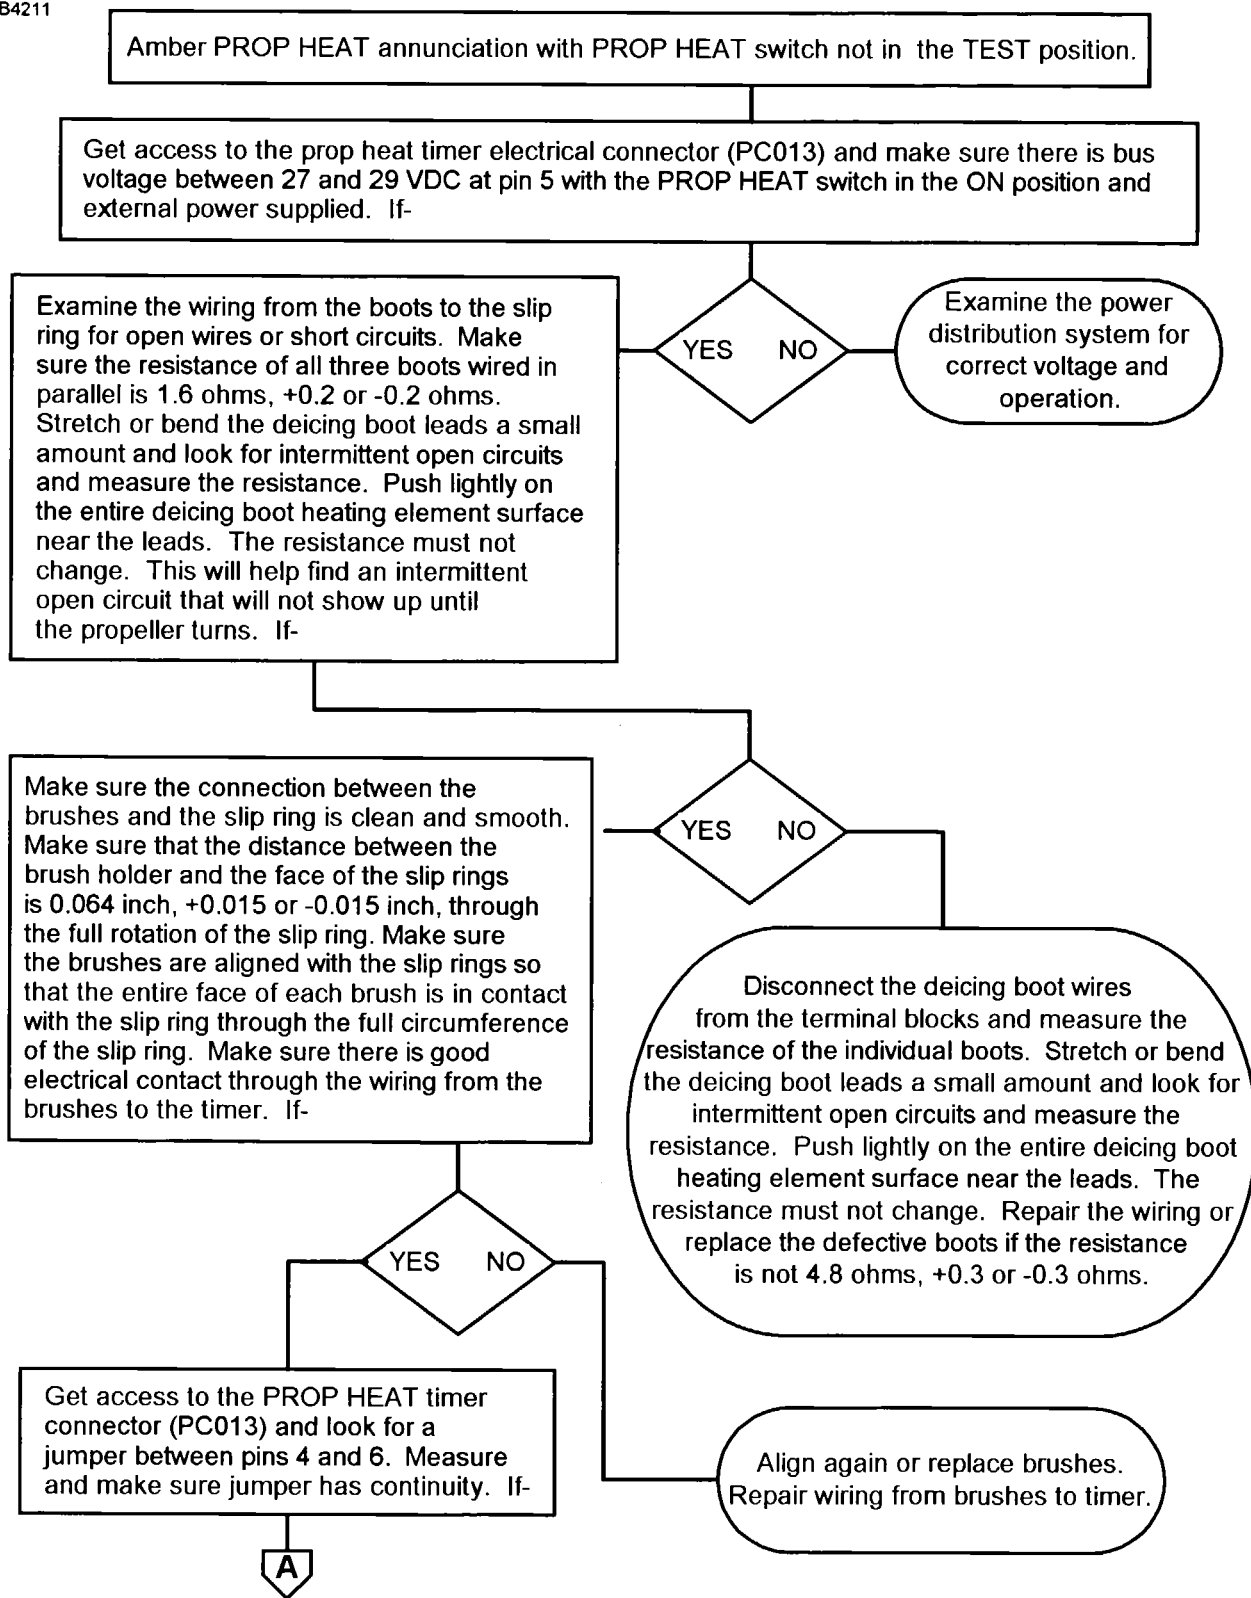 B4211
Amber PROP HEAT annunciation with PROP HEAT switch not in the TEST position.
Get access to the prop heat timer electrical connector (PC013) and make sure there is bus
voltage between 27 and 29 VDC at pin 5 with the PROP HEAT switch in the ON position and
external power supplied. If-
YES NO
Examine the power
distribution system for
correct voltage and
operation.
Examine the wiring from the boots to the slip
ring for open wires or short circuits. Make
sure the resistance of all three boots wired in
parallel is 1.6 ohms, +0.2 or -0.2 ohms.
Stretch or bend the deicing boot leads a small
amount and look for intermittent open circuits
and measure the resistance. Push lightly on
the entire deicing boot heating element surface
near the leads. The resistance must not
change. This will help find an intermittent
open circuit that will not show up until
the propeller turns. If-
YES NO
Make sure the connection between the
brushes and the slip ring is clean and smooth.
Make sure that the distance between the
brush holder and the face of the slip rings
is 0.064 inch, +0.015 or -0.015 inch, through
the full rotation of the slip ring. Make sure
the brushes are aligned with the slip rings so
that the entire face of each brush is in contact
with the slip ring through the full circumference
of the slip ring. Make sure there is good
electrical contact through the wiring from the
brushes to the timer. If-
Disconnect the deicing boot wires
from the terminal blocks and measure the
resistance of the individual boots. Stretch or bend
the deicing boot leads a small amount and look for
intermittent open circuits and measure the
resistance. Push lightly on the entire deicing boot
heating element surface near the leads. The
resistance must not change. Repair the wiring or
replace the defective boots if the resistance
is not 4.8 ohms, +0.3 or -0.3 ohms.
YES NO
Get access to the PROP HEAT timer
connector (PC013) and look for a
jumper between pins 4 and 6. Measure
and make sure jumper has continuity. If-
Align again or replace brushes.
Repair wiring from brushes to timer.
A